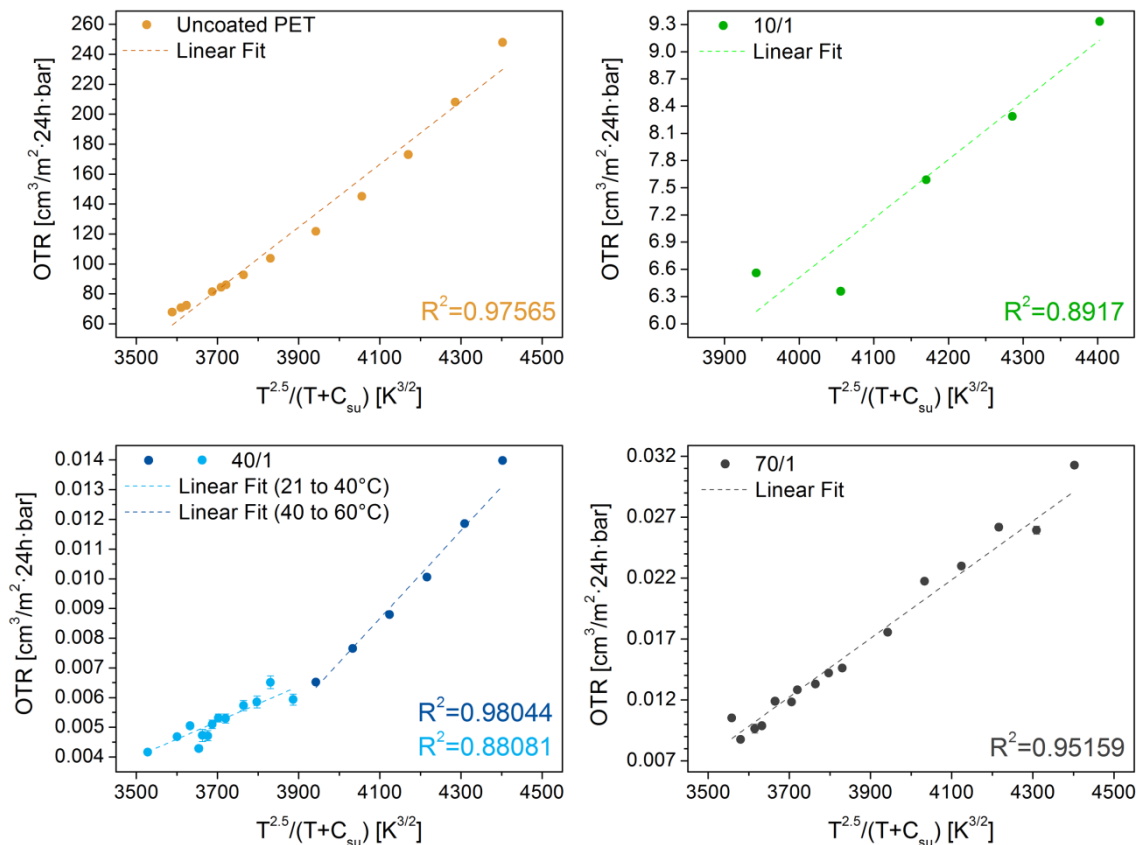 260
240
220
200
180
160
140
120
100
80
60
OTR [cm³/m²·24h·bar]
Uncoated PET
Linear Fit
R²=0.97565
3500 3700 3900 4100 4300 4500
T^2.5/(T+C_su) [K^3/2]
9.3
9.0
8.7
8.4
8.1
7.8
7.5
7.2
6.9
6.6
6.3
6.0
OTR [cm³/m²·24h·bar]
10/1
Linear Fit
R²=0.8917
3900 4000 4100 4200 4300 4400
T^2.5/(T+C_su) [K^3/2]
0.014
0.013
0.012
0.011
0.010
0.009
0.008
0.007
0.006
0.005
0.004
OTR [cm³/m²·24h·bar]
40/1
Linear Fit (21 to 40°C)
Linear Fit (40 to 60°C)
R²=0.98044
R²=0.88081
3500 3700 3900 4100 4300 4500
T^2.5/(T+C_su) [K^3/2]
0.032
0.027
0.022
0.017
0.012
0.007
OTR [cm³/m²·24h·bar]
70/1
Linear Fit
R²=0.95159
3500 3700 3900 4100 4300 4500
T^2.5/(T+C_su) [K^3/2]